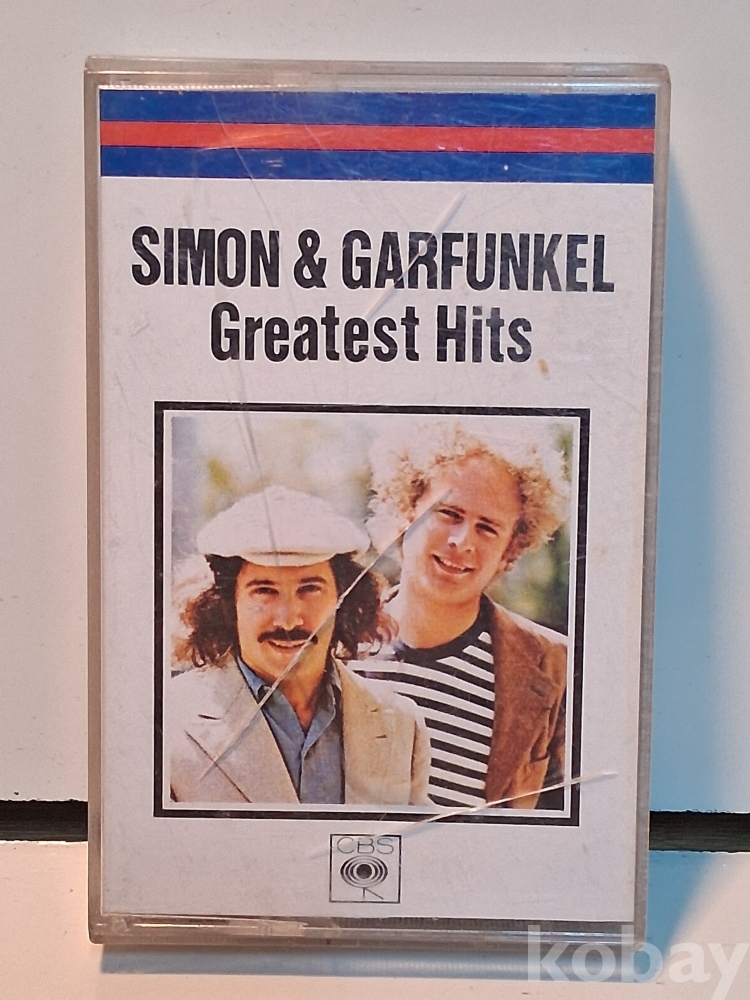 SIMON & GARFUNKEL
Greatest Hits
CBS
kobay